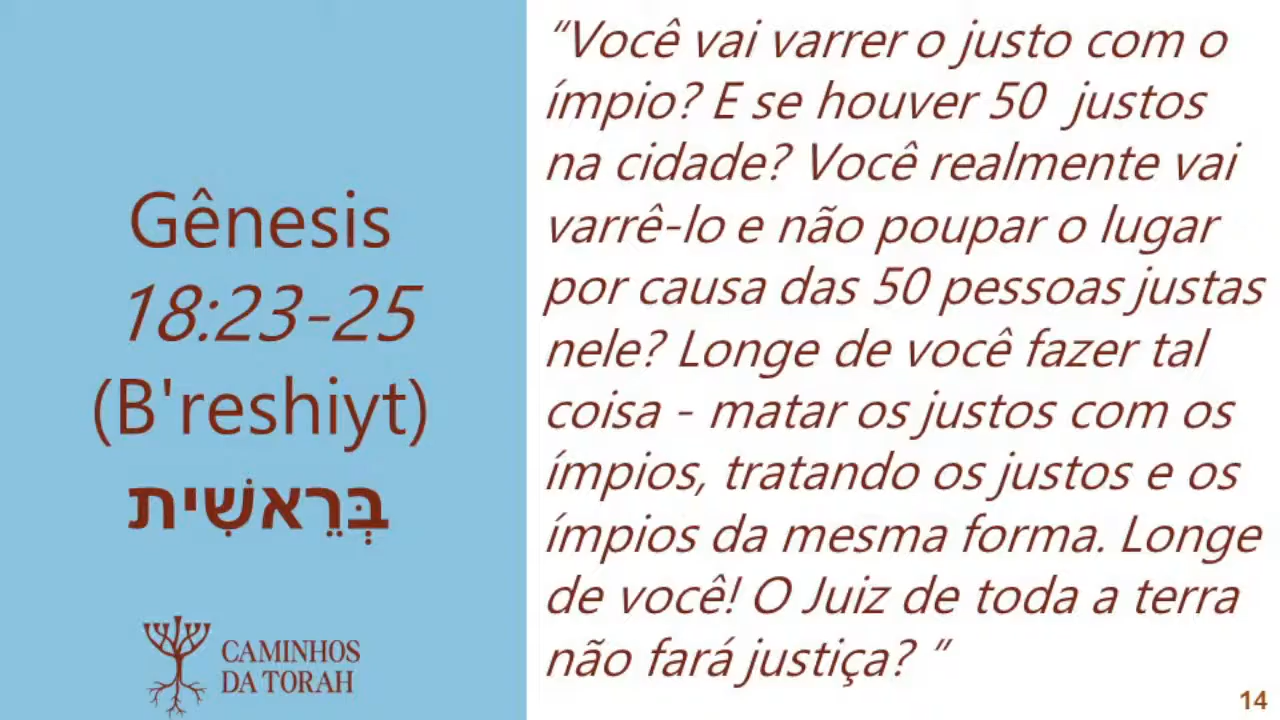 Gênesis
18:23-25
(B'reshiyt)
בְּרֵאשִׁית
CAMINHOS
DA TORAH
“Você vai varrer o justo com o
ímpio? E se houver 50  justos
na cidade? Você realmente vai
varrê-lo e não poupar o lugar
por causa das 50 pessoas justas
nele? Longe de você fazer tal
coisa - matar os justos com os
ímpios, tratando os justos e os
ímpios da mesma forma. Longe
de você! O Juiz de toda a terra
não fará justiça? ”
14